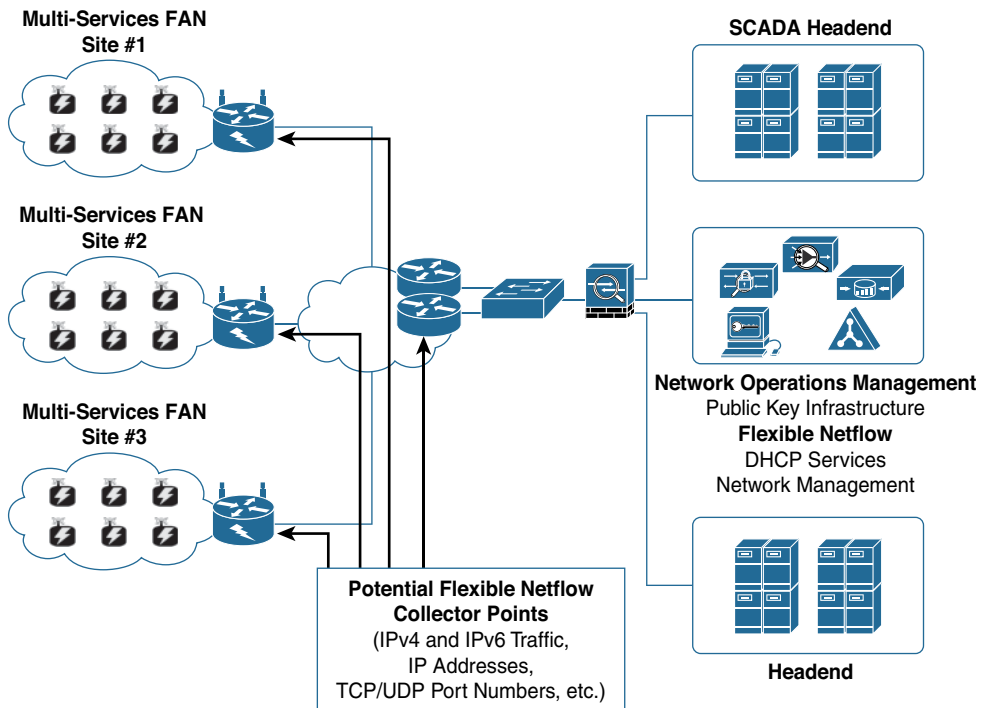 Multi-Services FAN
Site #1
SCADA Headend
Multi-Services FAN
Site #2
Network Operations Management
Public Key Infrastructure
Flexible Netflow
DHCP Services
Network Management
Multi-Services FAN
Site #3
Potential Flexible Netflow
Collector Points
(IPv4 and IPv6 Traffic,
IP Addresses,
TCP/UDP Port Numbers, etc.)
Headend